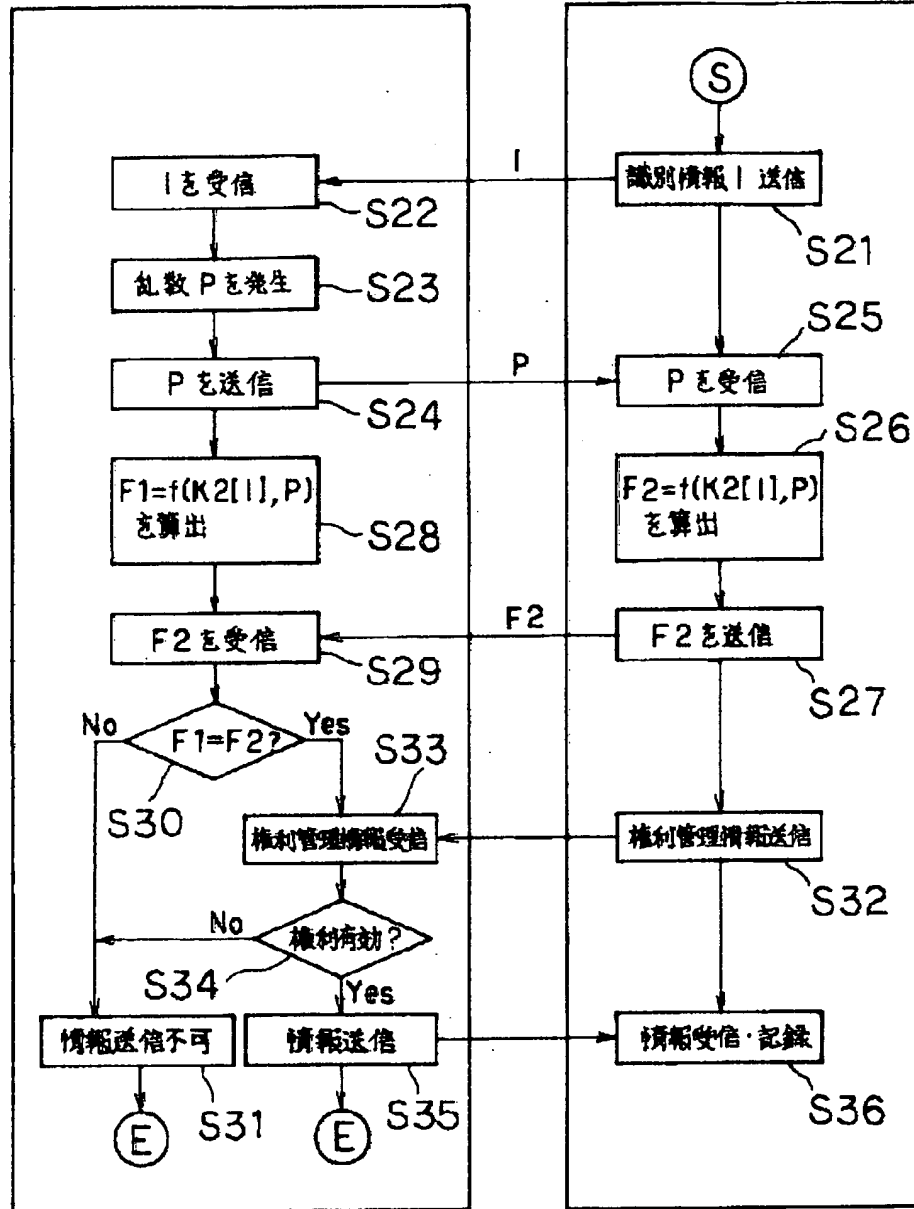 S
I
Iを受信
識別情報I 送信
S22
S21
乱数Pを発生
S23
S25
P
Pを送信
Pを受信
S24
S26
F1=f(K2[I],P)
を算出
F2=f(K2[I],P)
を算出
S28
F2
F2を受信
F2を送信
S29
S27
No
F1=F2?
Yes
S33
S30
権利管理情報受信
権利管理情報送信
S32
No
権利有効?
S34
Yes
情報送信不可
情報送信
情報受信・記録
S31
S35
S36
E
E